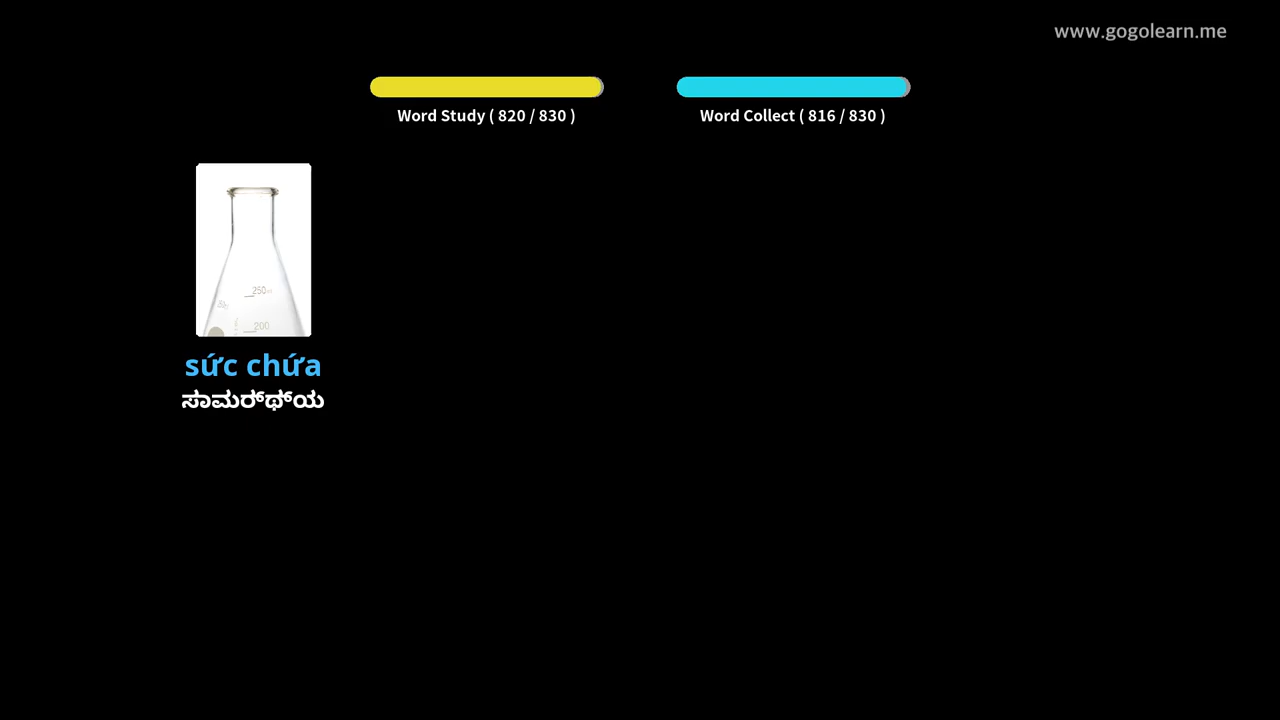 www.gogolearn.me
Word Study ( 820 / 830 )
Word Collect ( 816 / 830 )
250
200
sức chứa
ಸಾಮರ್ಥ್ಯ